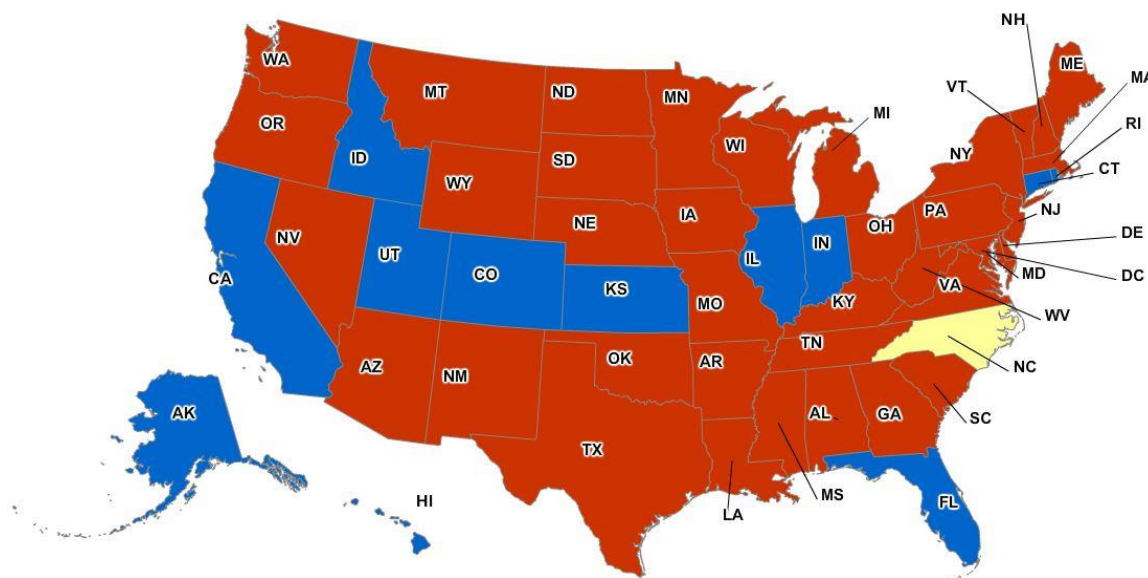 NH
ME
WA
MA
MT
ND
MN
VT
MI
RI
OR
WI
ID
SD
NY
CT
WY
PA
NJ
IA
NE
OH
DE
NV
IN
UT
IL
CO
CA
MD
DC
KS
VA
MO
KY
WV
TN
OK
NC
AZ
NM
AR
AK
SC
AL
GA
TX
HI
MS
FL
LA